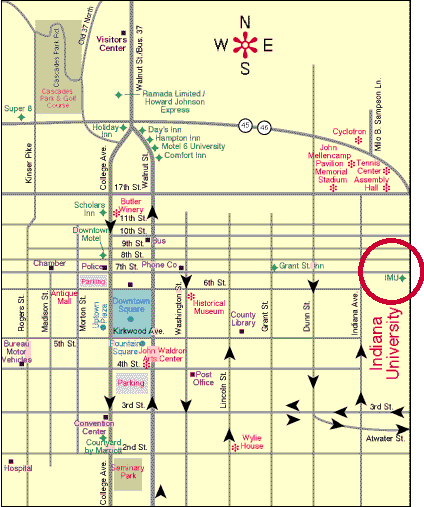 Old 37 North
Cascades Park Rd.
Visitors
Center
Walnut St./Bus. 37
N
W E
S
Cascades
Park & Golf
Course
Ramada Limited /
Howard Johnson
Express
Super 8
Kinser Pike
Holiday
Inn
Day's Inn
Hampton Inn
Motel 6 University
Comfort Inn
College Ave.
Walnut St.
45
46
Milo B. Sampson Ln.
Cyclotron
John
Mellencamp
Pavilion
Memorial
Stadium
Tennis
Center
Assembly
Hall
17th St.
Scholars
Inn
Butler
Winery
11th St.
10th St.
Downtown
Motel
9th St.
Bus
8th St.
Chamber
Police
7th St.
Phone Co
Grant St. Inn
IMU
Parking
6th St.
Antique
Mall
Rogers St.
Madison St.
Morton St.
Uptown
Plaza
Downtown
Square
Kirkwood Ave.
Washington St.
Historical
Museum
County
Library
Lincoln St.
Grant St.
Dunn St.
Indiana Ave
Indiana
University
Bureau
Motor
Vehicles
5th St.
Fountain
Square
John Waldron
Arts Center
4th St.
Parking
Post
Office
3rd St.
3rd St.
Atwater St.
Convention
Center
Courtyard
by Marriott
2nd St.
Wylie
House
Hospital
College Ave.
Seminary
Park